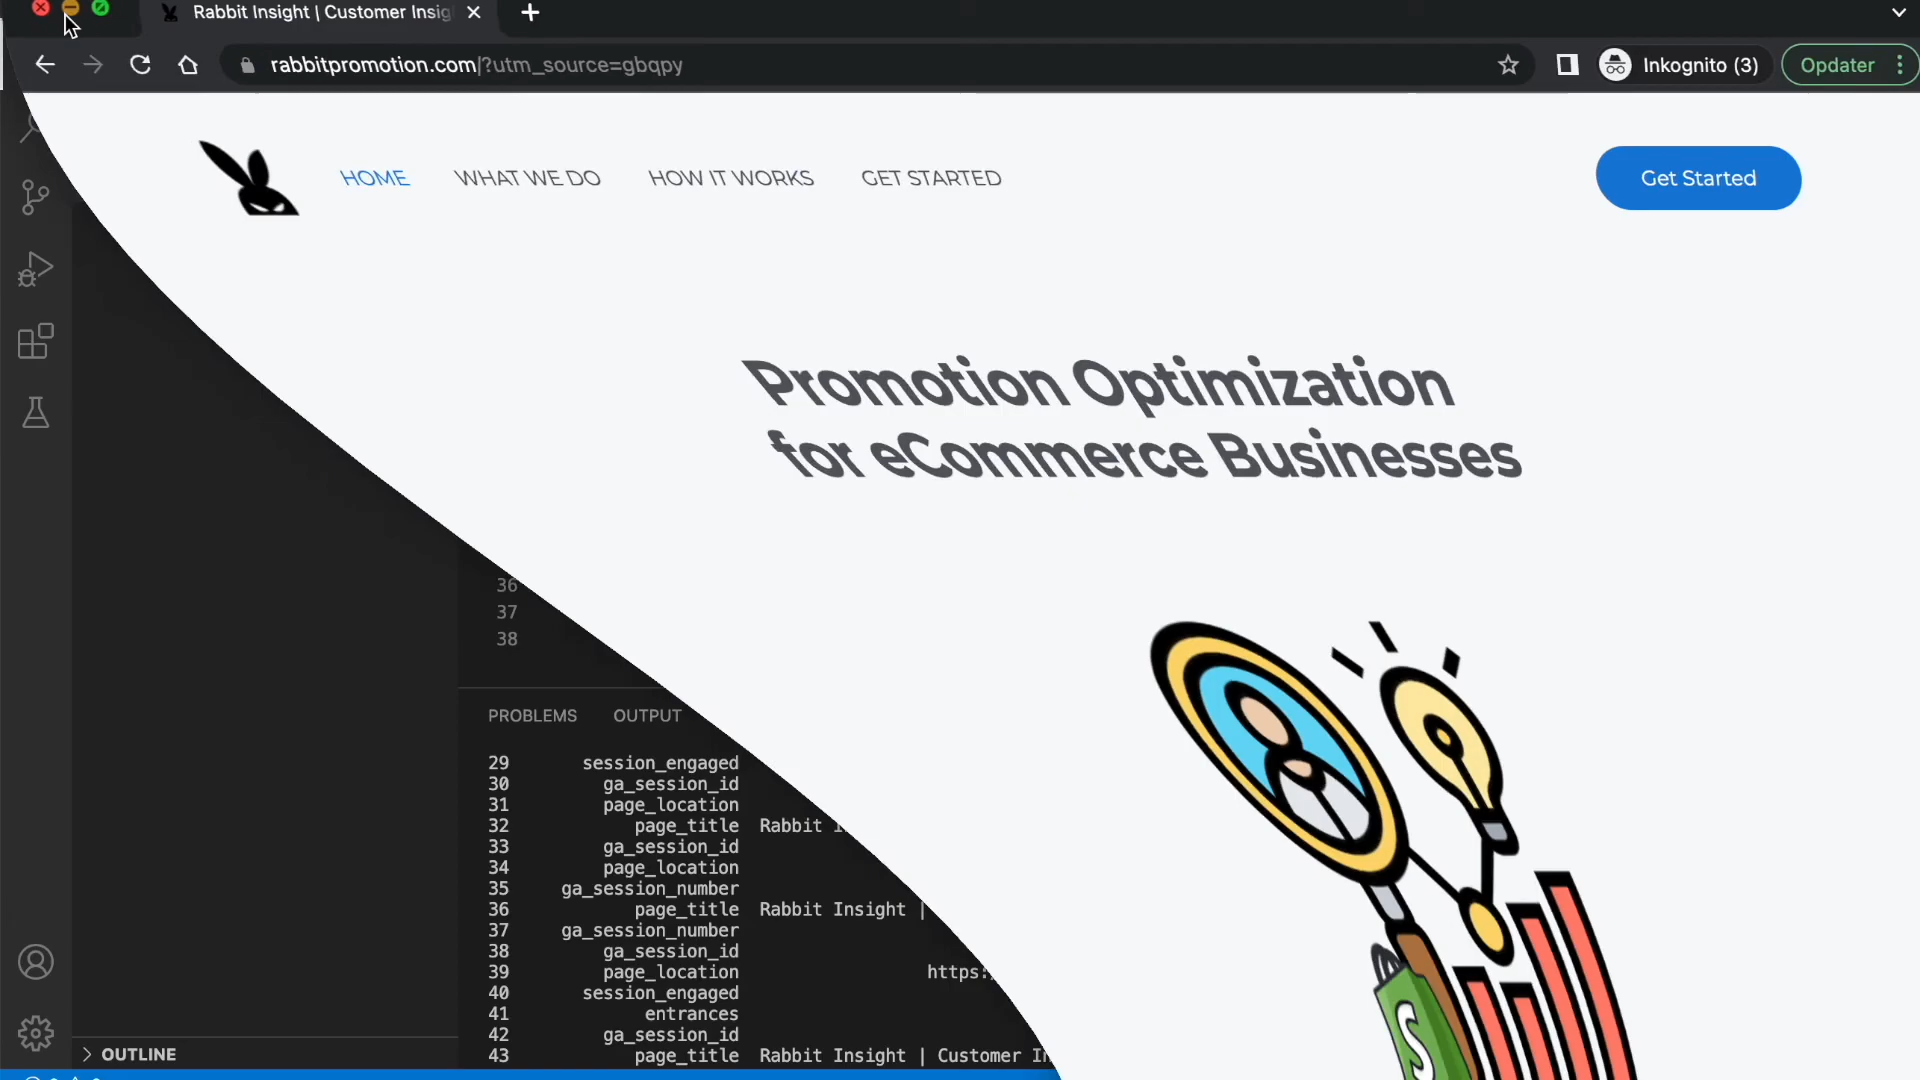 Rabbit Insight | Customer Insig
rabbitpromotion.com/?utm_source=gbqpy
Inkognito (3)
Opdater
HOME
WHAT WE DO
HOW IT WORKS
GET STARTED
Get Started
Promotion Optimization
for eCommerce Businesses
36
37
38
PROBLEMS
OUTPUT
29 session_engaged
30 ga_session_id
31 page_location
32 page_title Rabbit I
33 ga_session_id
34 page_location
35 ga_session_number
36 page_title Rabbit Insight |
37 ga_session_number
38 ga_session_id
39 page_location https:
40 session_engaged
41 entrances
42 ga_session_id
43 page_title Rabbit Insight | Customer In
OUTLINE
S